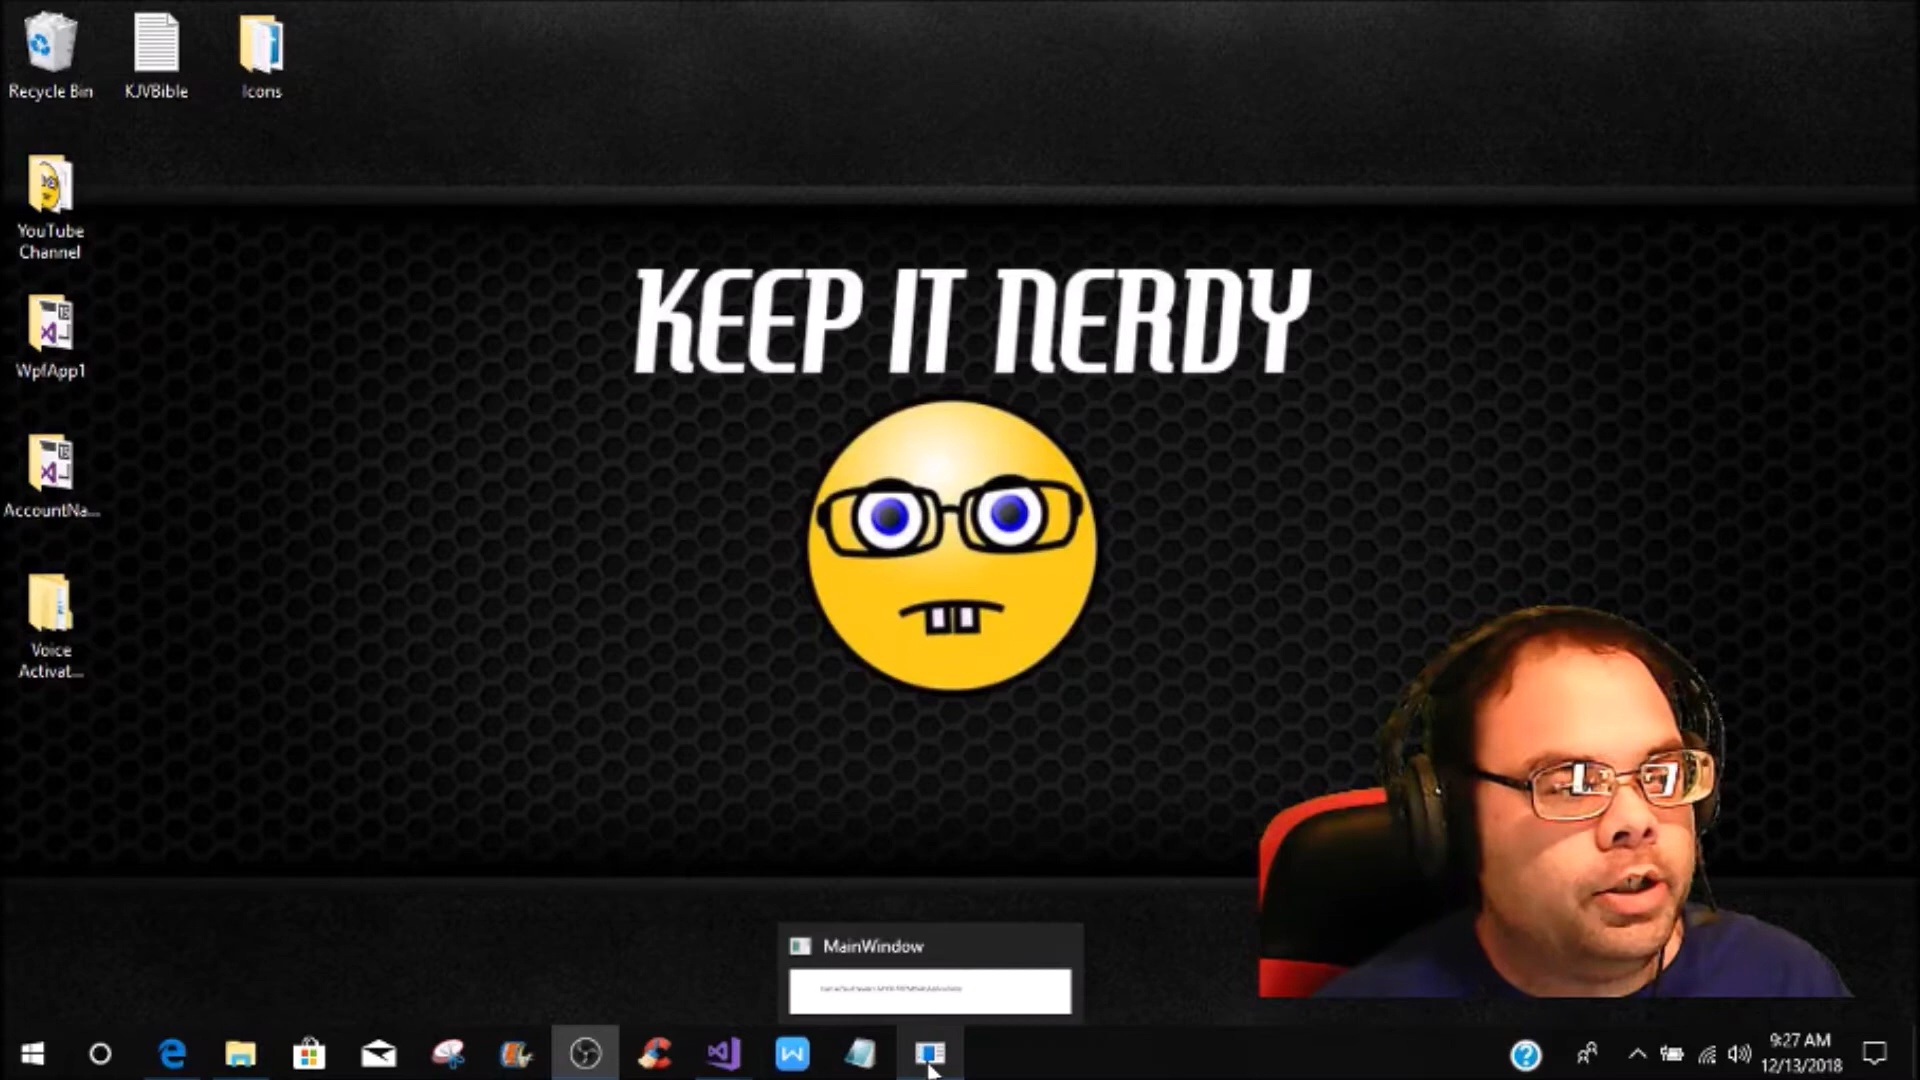 Recycle Bin
KJVBible
Icons
YouTube
Channel
WpfApp1
AccountNa...
Voice
Activat...
KEEP IT NERDY
MainWindow
9:27 AM
12/13/2018